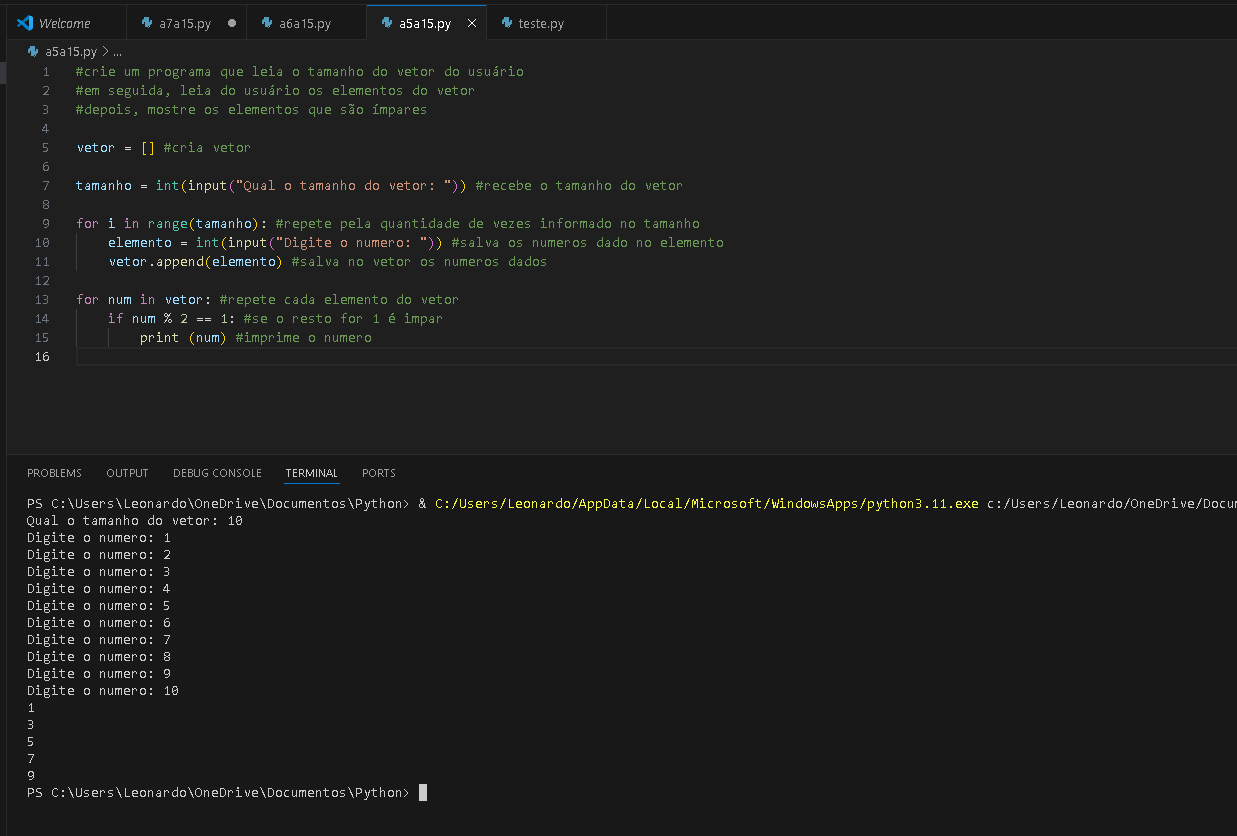 Welcome
a7a15.py
a6a15.py
a5a15.py
teste.py
a5a15.py > ...
1 #crie um programa que leia o tamanho do vetor do usuário
2 #em seguida, leia do usuário os elementos do vetor
3 #depois, mostre os elementos que são ímpares
4
5 vetor = [] #cria vetor
6
7 tamanho = int(input("Qual o tamanho do vetor: ")) #recebe o tamanho do vetor
8
9 for i in range(tamanho): #repete pela quantidade de vezes informado no tamanho
10 elemento = int(input("Digite o numero: ")) #salva os numeros dado no elemento
11 vetor.append(elemento) #salva no vetor os numeros dados
12
13 for num in vetor: #repete cada elemento do vetor
14 if num % 2 == 1: #se o resto for 1 é impar
15 print (num) #imprime o numero
16
PROBLEMS OUTPUT DEBUG CONSOLE TERMINAL PORTS
PS C:\Users\Leonardo\OneDrive\Documentos\Python> & C:/Users/Leonardo/AppData/Local/Microsoft/WindowsApps/python3.11.exe c:/Users/Leonardo/OneDrive/Docum
Qual o tamanho do vetor: 10
Digite o numero: 1
Digite o numero: 2
Digite o numero: 3
Digite o numero: 4
Digite o numero: 5
Digite o numero: 6
Digite o numero: 7
Digite o numero: 8
Digite o numero: 9
Digite o numero: 10
1
3
5
7
9
PS C:\Users\Leonardo\OneDrive\Documentos\Python>